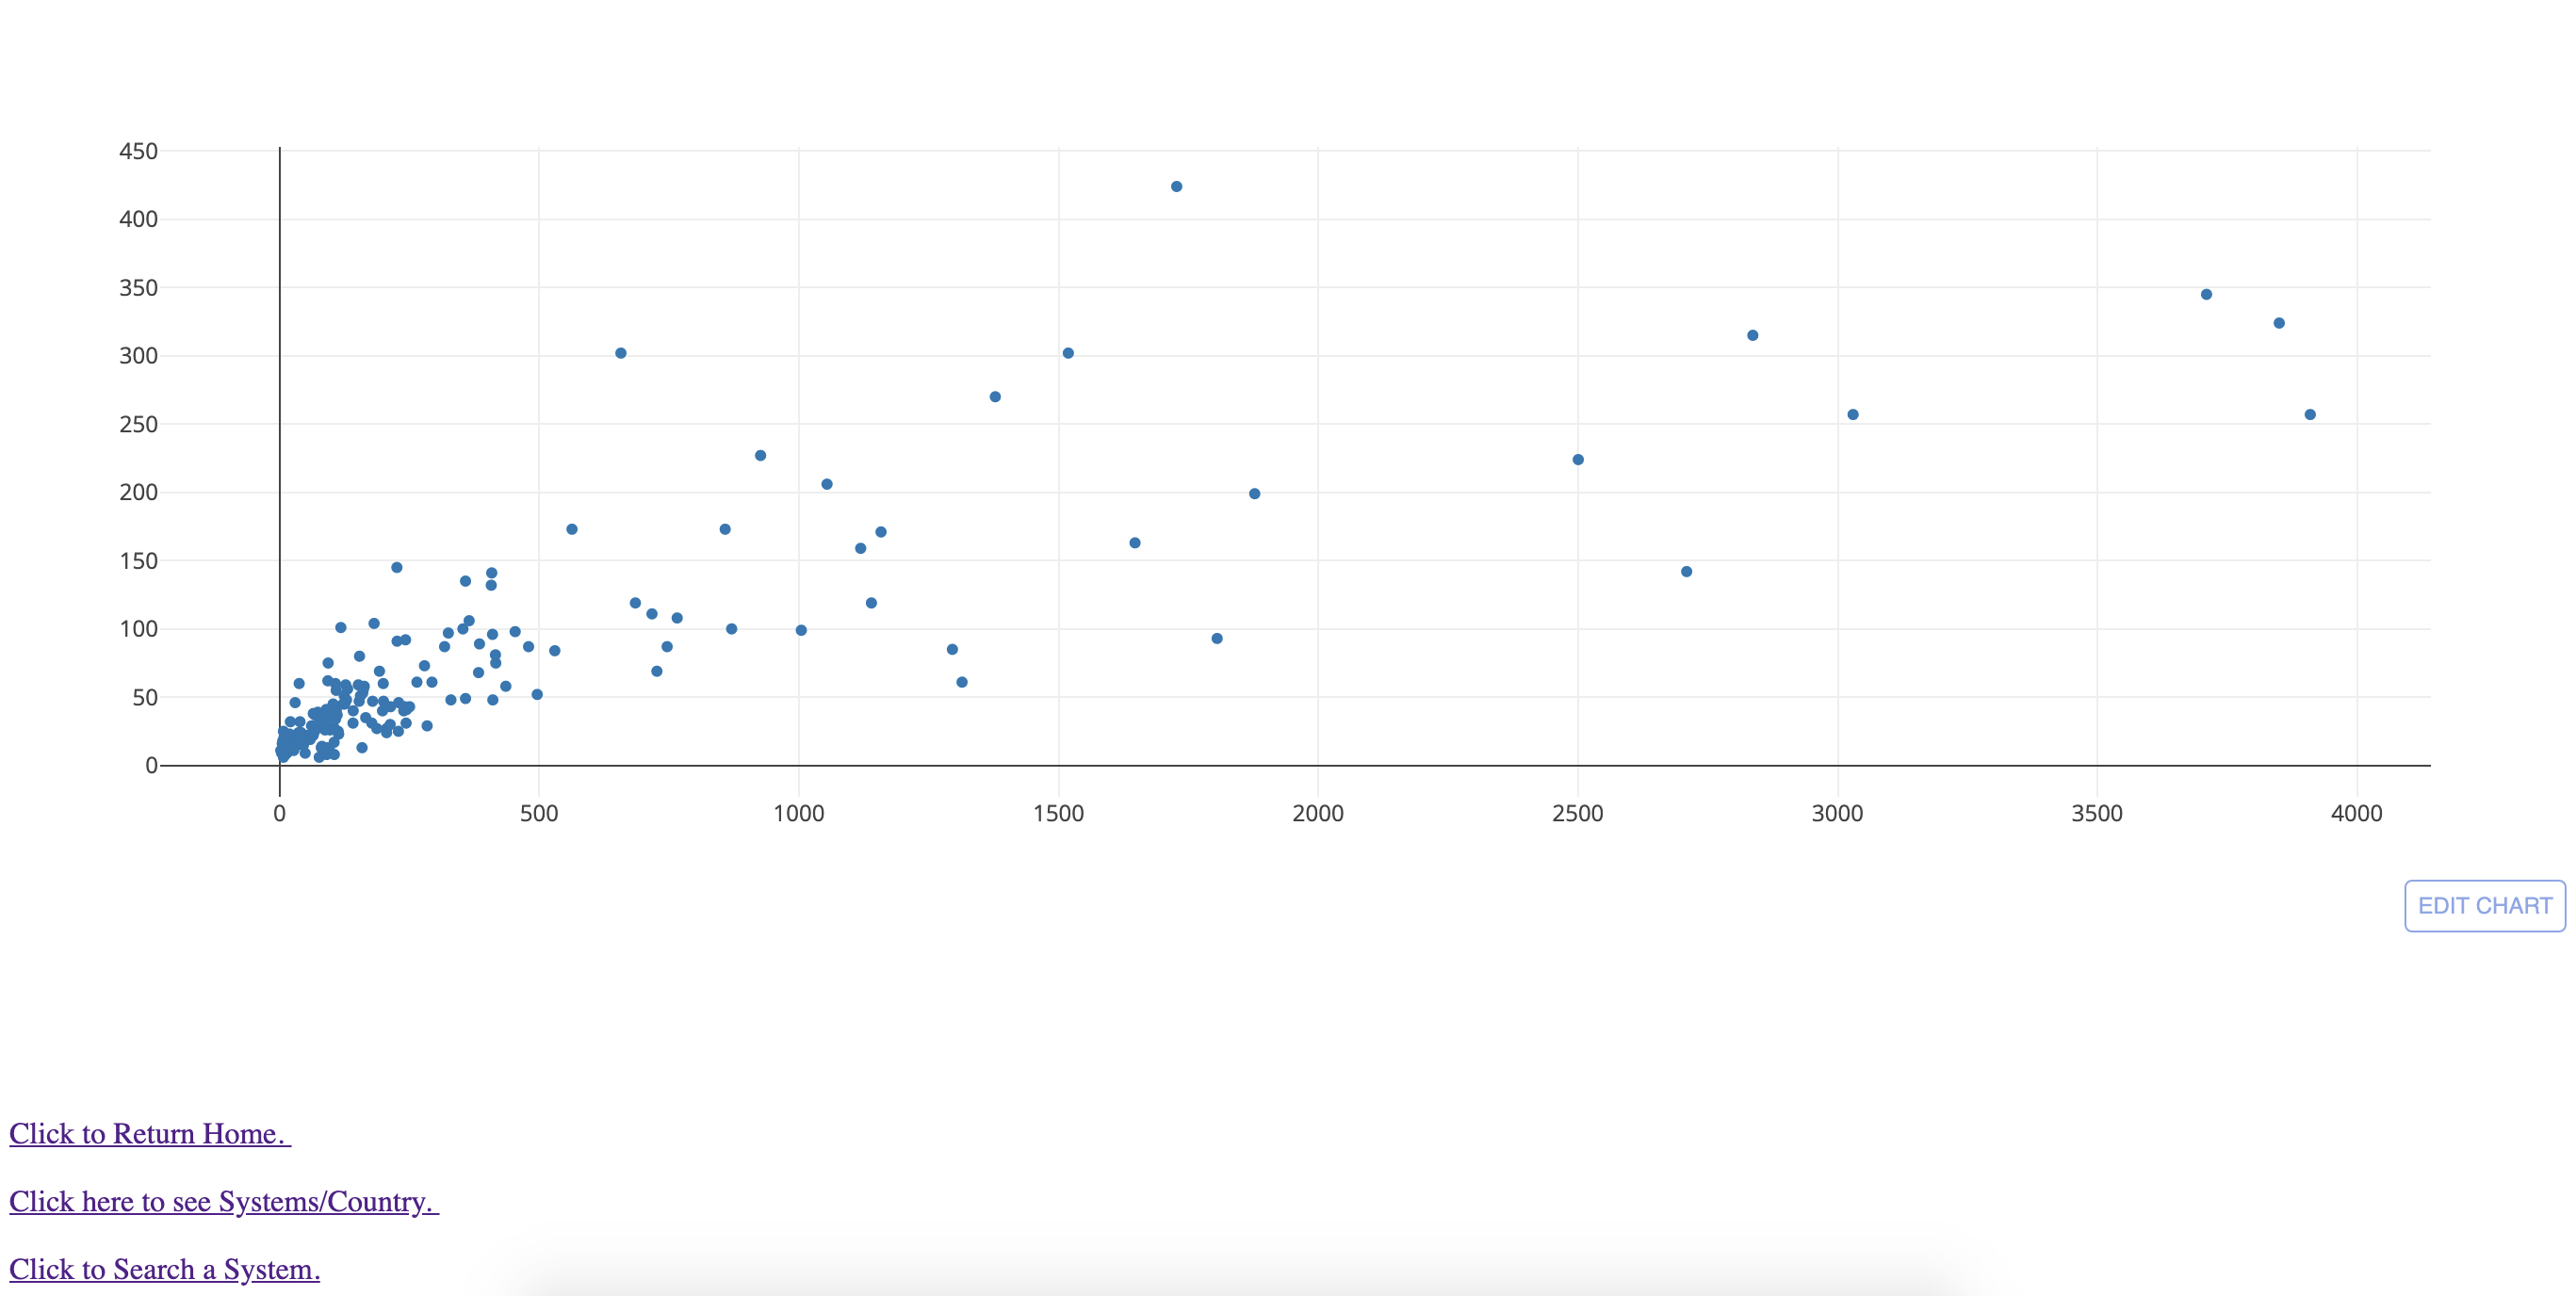 450
400
350
300
250
200
150
100
50
0
0 500 1000 1500 2000 2500 3000 3500 4000
EDIT CHART
Click to Return Home.
Click here to see Systems/Country.
Click to Search a System.